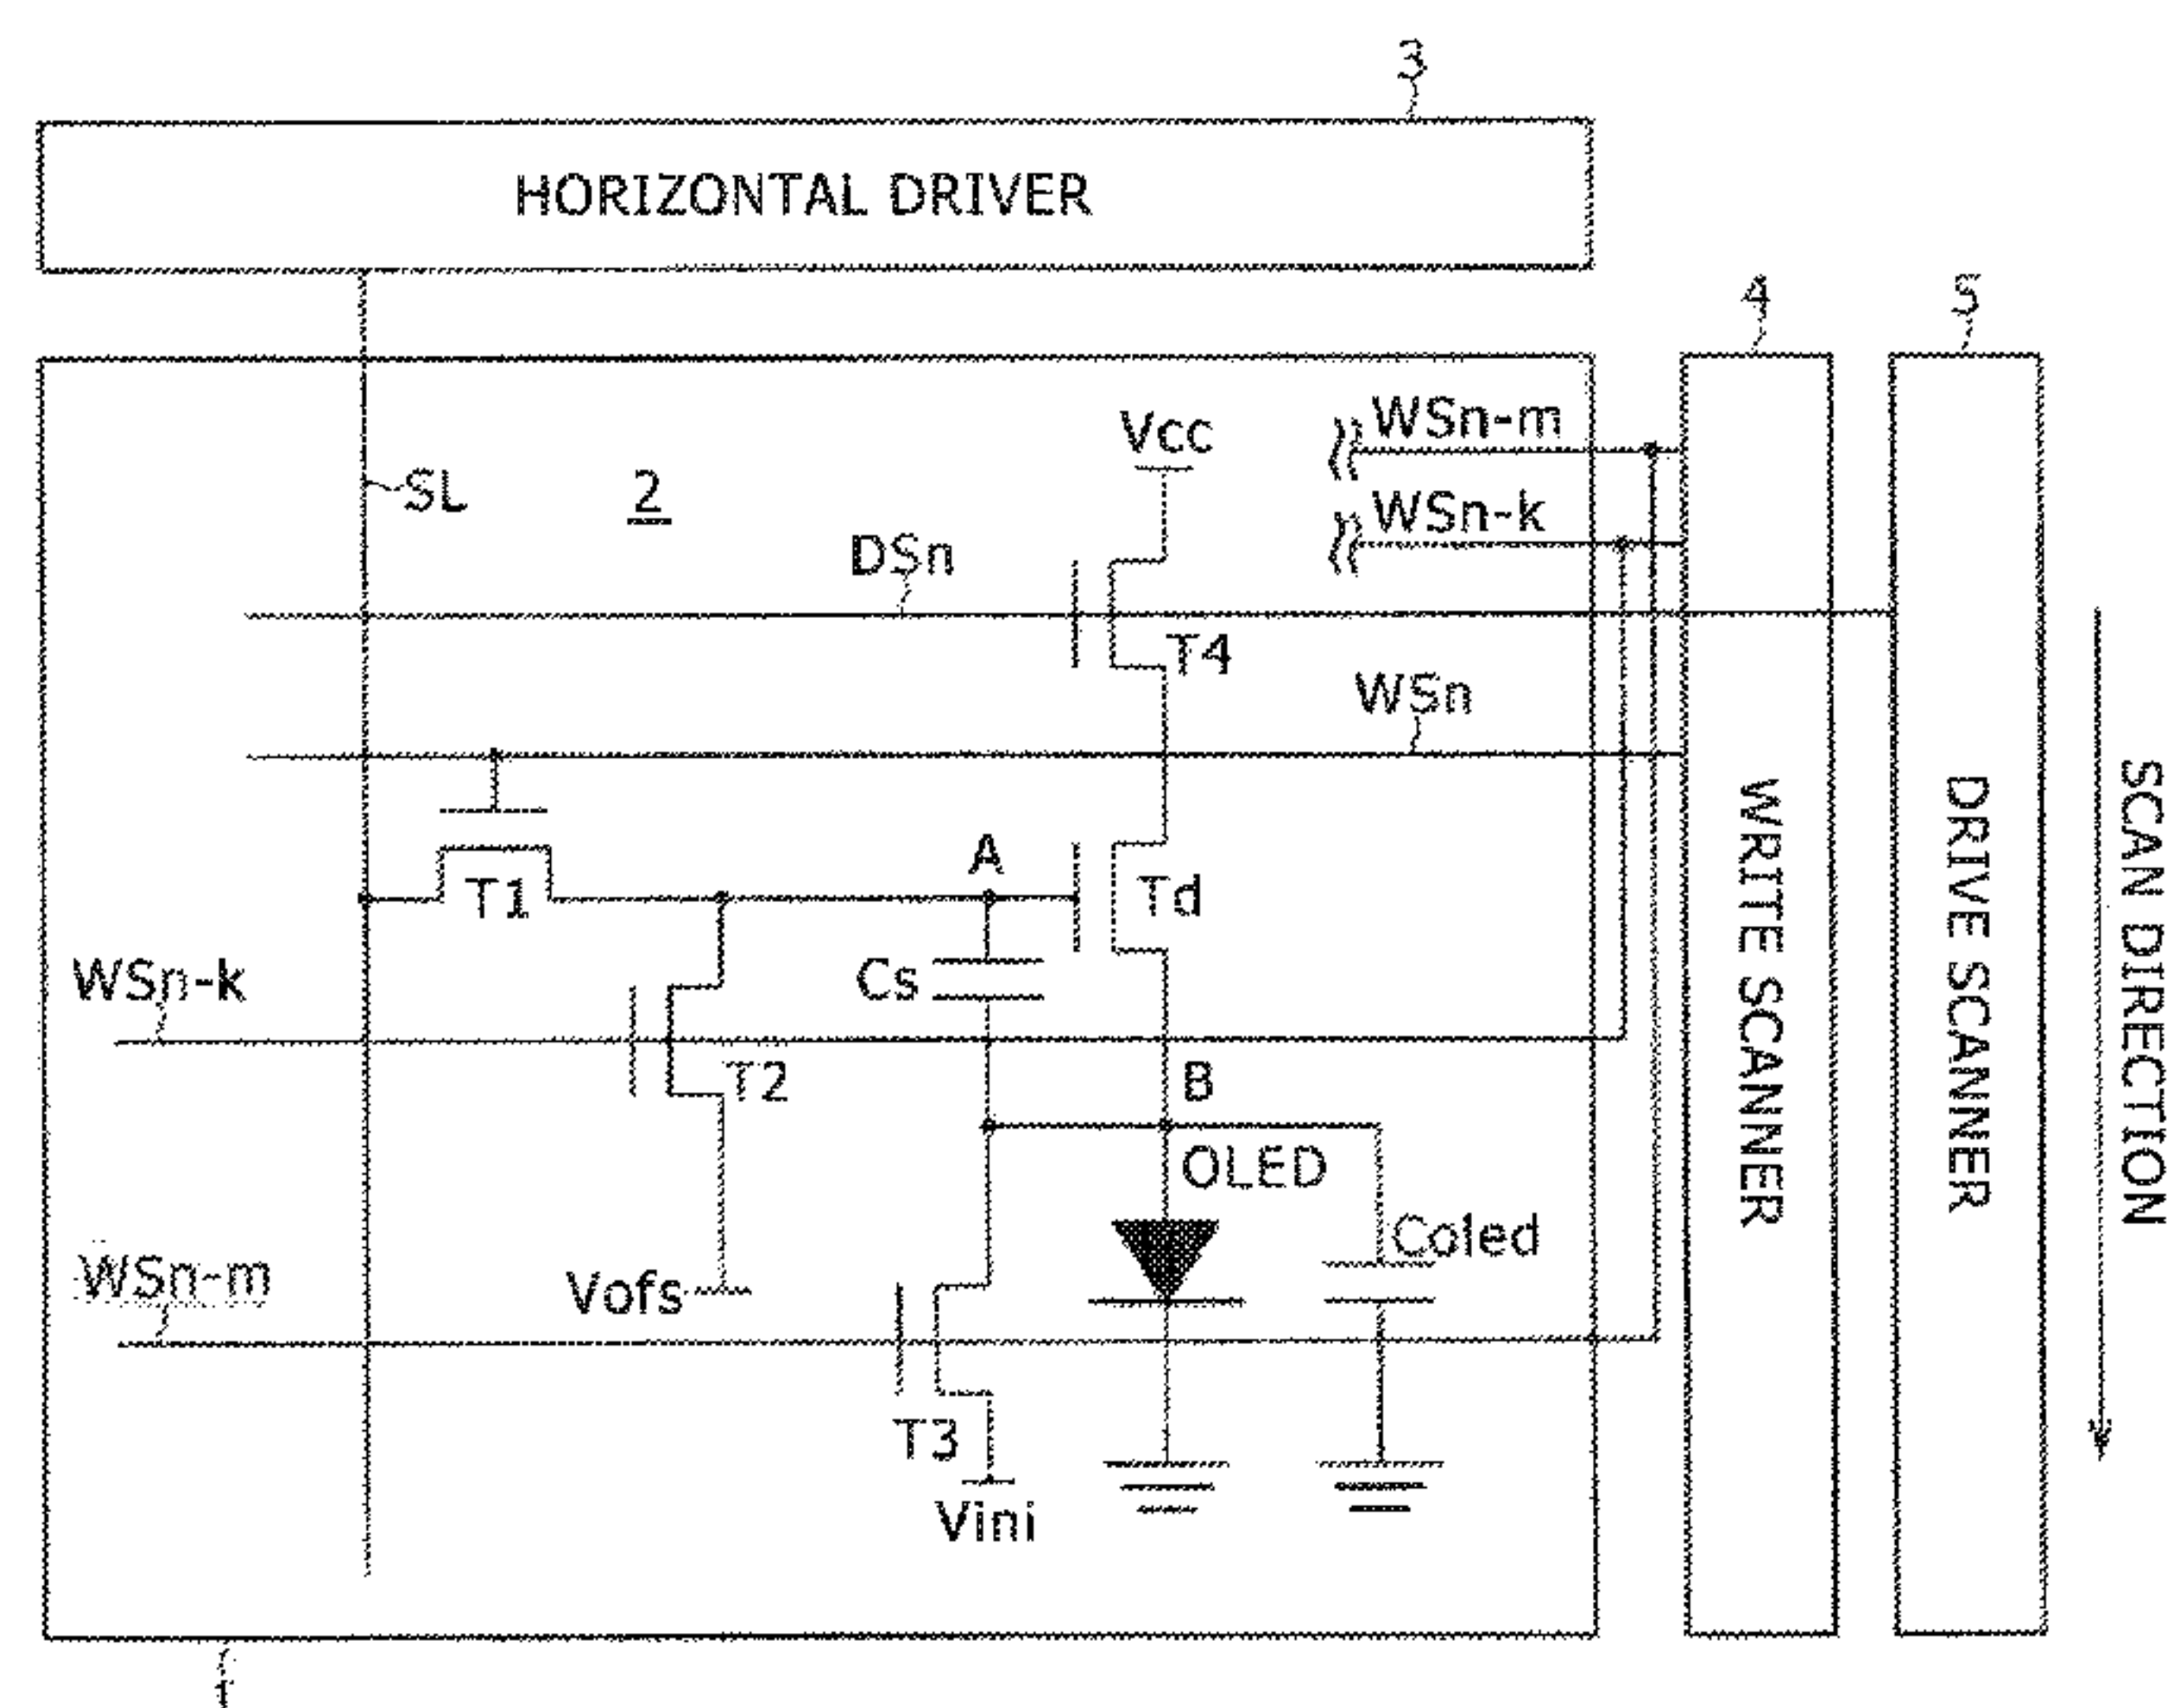 3
HORIZONTAL DRIVER
4
5
WSn-m
Vcc
SL
2
WSn-k
DSn
T4
WSn
A
T1
Td
WSn-k
Cs
T2
B
OLED
Coled
WSn-m
Vofs
T3
Vini
WRITE SCANNER
DRIVE SCANNER
SCAN DIRECTION
1